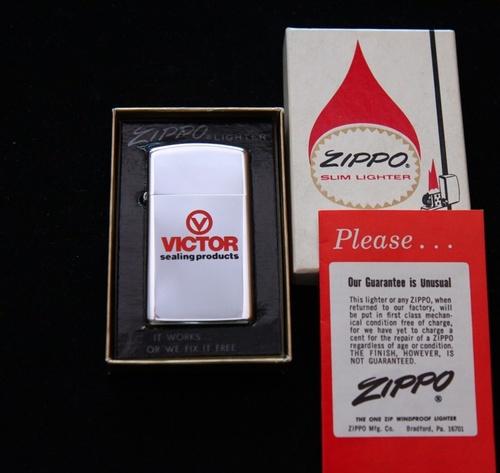 ZIPPO LIGHTER
VICTOR
sealing products
IT WORKS...
OR WE FIX IT FREE
ZIPPO®
SLIM LIGHTER
Please...
Our Guarantee is Unusual
This lighter or any ZIPPO, when
returned to our factory, will
be put in first class mechan-
ical condition free of charge,
for we have yet to charge a
cent for the repair of a ZIPPO
regardless of age or condition.
THE FINISH, HOWEVER, IS
NOT GUARANTEED.
ZIPPO®
THE ONE ZIP WINDPROOF LIGHTER
ZIPPO Mfg. Co. Bradford, Pa. 16701